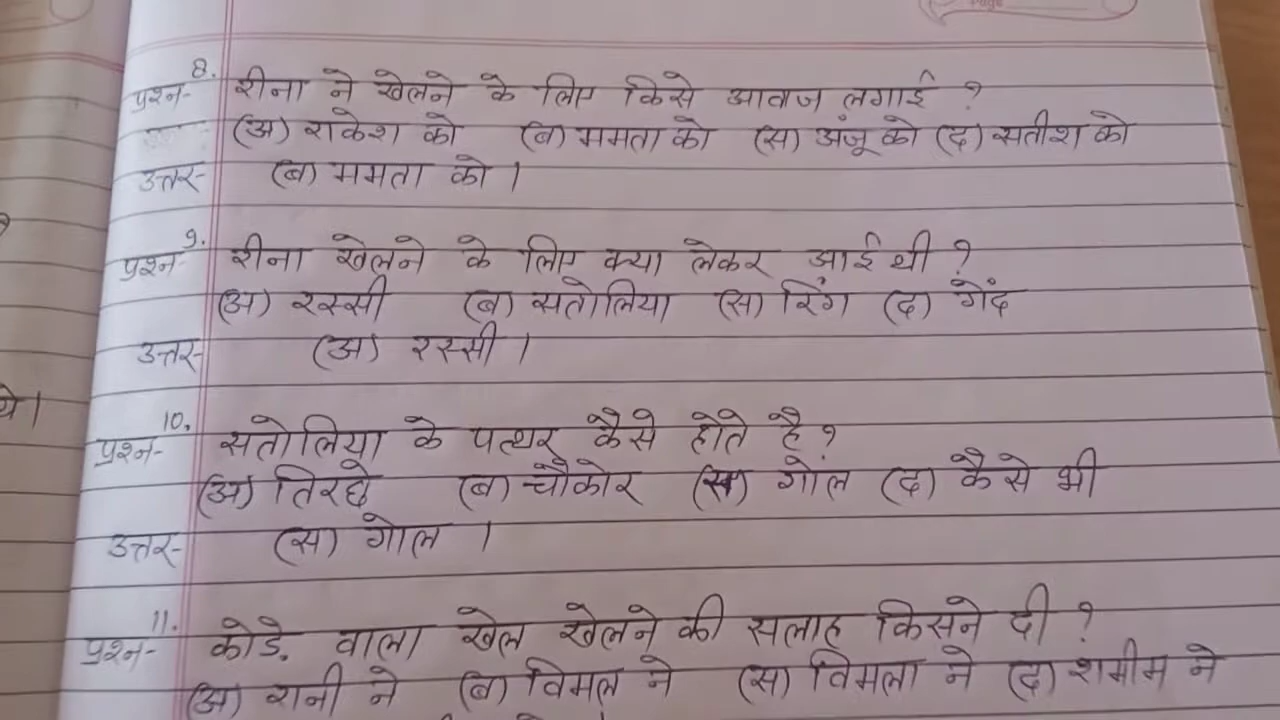 Page
प्रश्न- 8. रीना ने खेलने के लिए किसे आवाज लगाई ?
(अ) राकेश को (ब) ममता को (स) अंजू को (द) सतीश को
उत्तर- (ब) ममता को ।
प्रश्न- 9. रीना खेलने के लिए क्या लेकर आई थी ?
(अ) रस्सी (ब) सतोलिया (स) रिंग (द) गेंद
उत्तर- (अ) रस्सी ।
थे।
प्रश्न- 10. सतोलिया के पत्थर कैसे होते है ?
(अ) तिरछे (ब) चौकोर (स) गोल (द) कैसे भी
उत्तर- (स) गोल ।
प्रश्न- 11. कोडे. वाला खेल खेलने की सलाह किसने दी ?
(अ) रानी ने (ब) विमल ने (स) विमला ने (द) शमीम ने